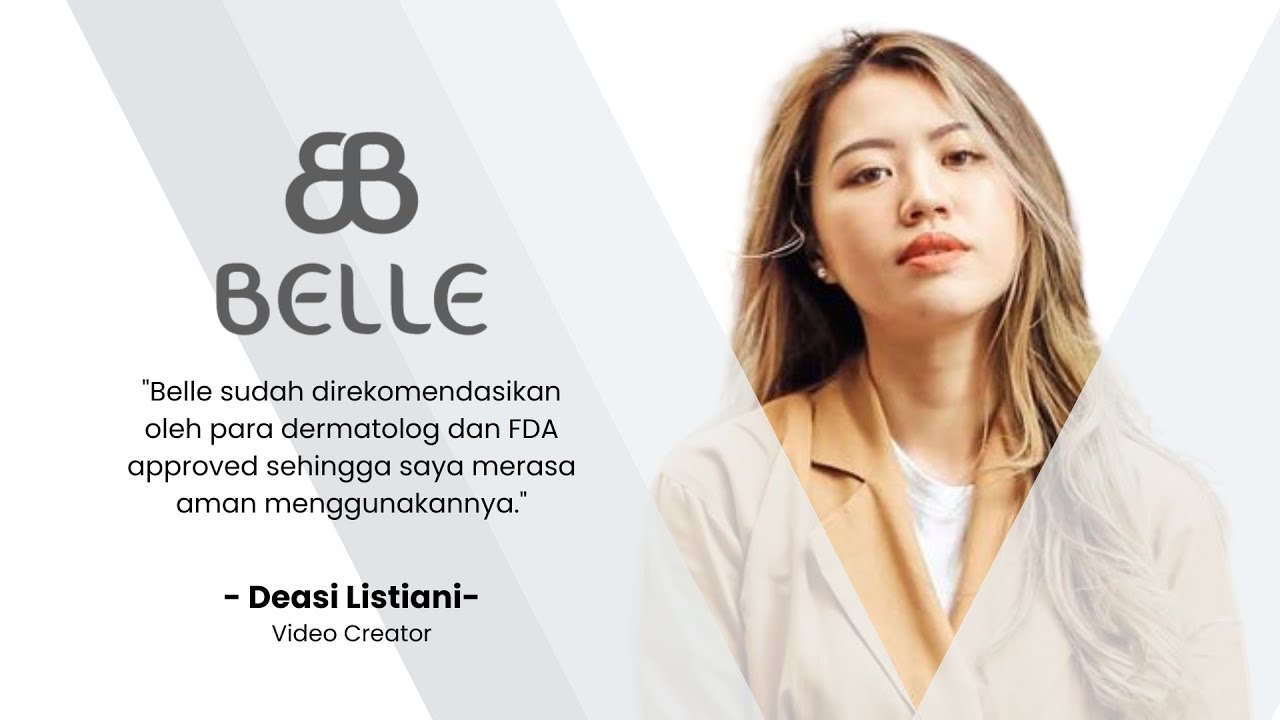 BELLE
"Belle sudah direkomendasikan
oleh para dermatolog dan FDA
approved sehingga saya merasa
aman menggunakannya."
- Deasi Listiani-
Video Creator